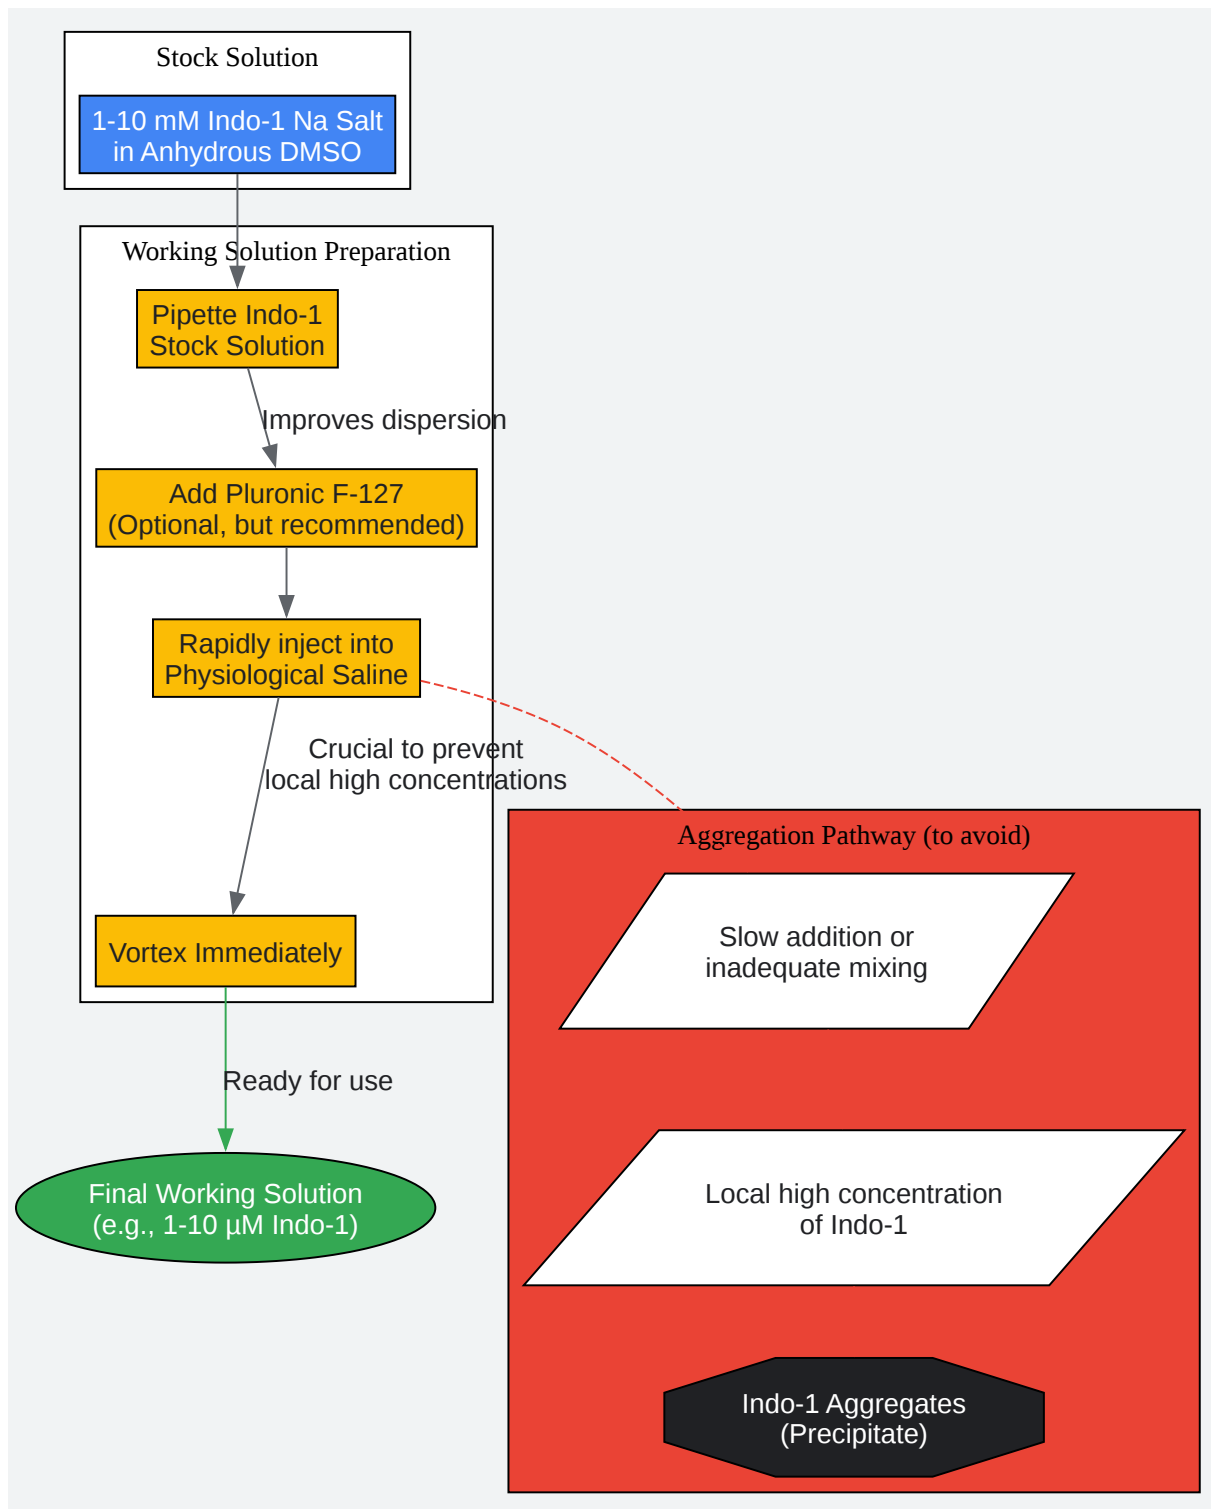 Stock Solution
1-10 mM Indo-1 Na Salt
in Anhydrous DMSO
Working Solution Preparation
Pipette Indo-1
Stock Solution
Improves dispersion
Add Pluronic F-127
(Optional, but recommended)
Rapidly inject into
Physiological Saline
Crucial to prevent
local high concentrations
Vortex Immediately
Ready for use
Final Working Solution
(e.g., 1-10 µM Indo-1)
Aggregation Pathway (to avoid)
Slow addition or
inadequate mixing
Local high concentration
of Indo-1
Indo-1 Aggregates
(Precipitate)